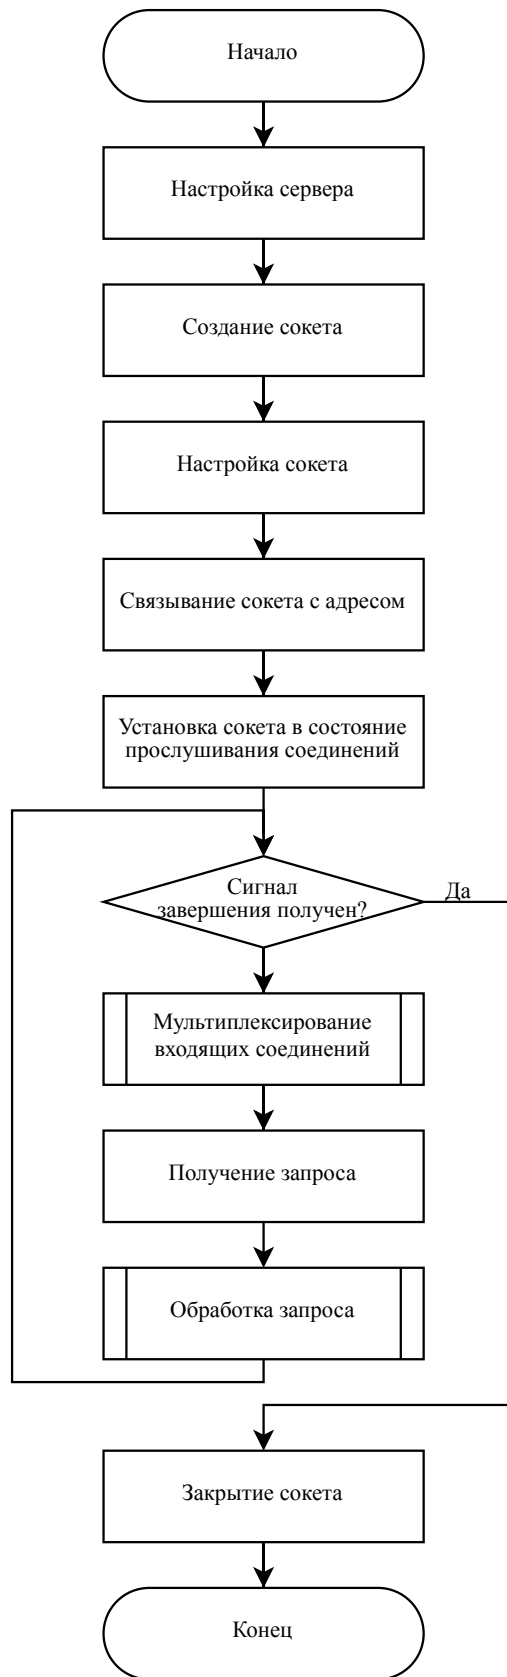 Начало
Настройка сервера
Создание сокета
Настройка сокета
Связывание сокета с адресом
Установка сокета в состояние
прослушивания соединений
Сигнал
завершения получен?
Да
Мультиплексирование
входящих соединений
Получение запроса
Обработка запроса
Закрытие сокета
Конец